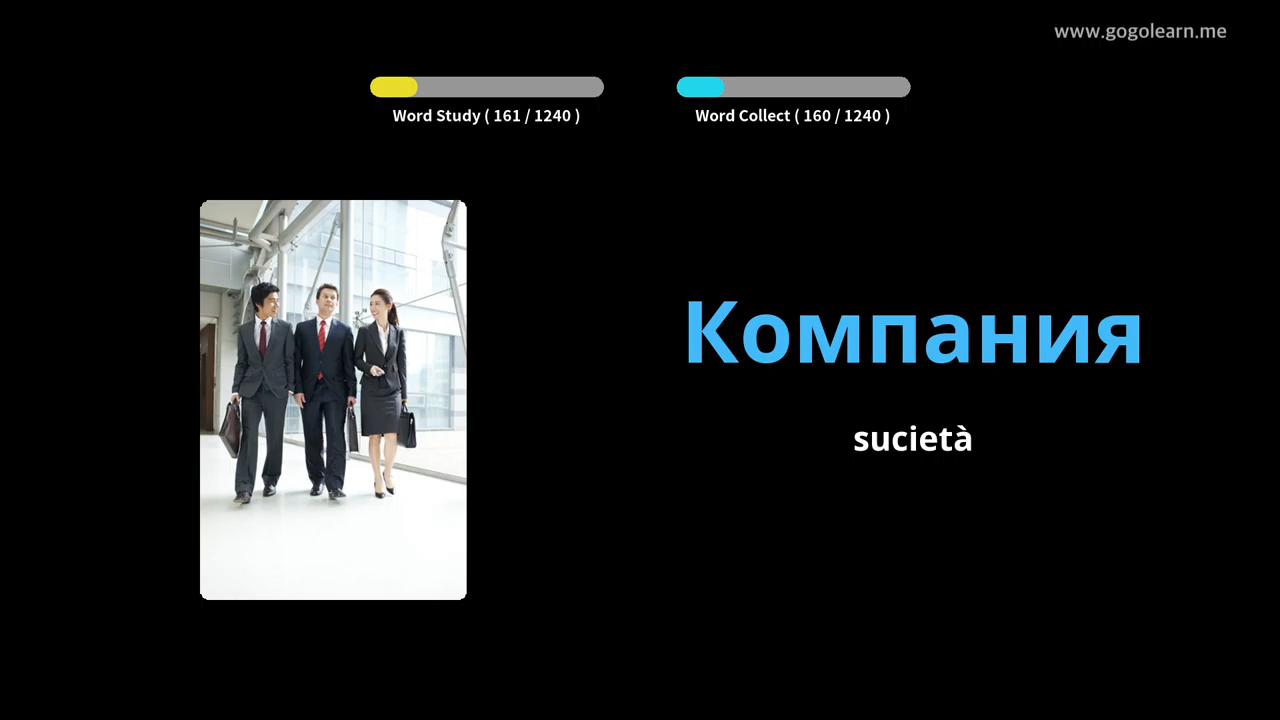 www.gogolearn.me
Word Study ( 161 / 1240 )
Word Collect ( 160 / 1240 )
Компания
sucietà